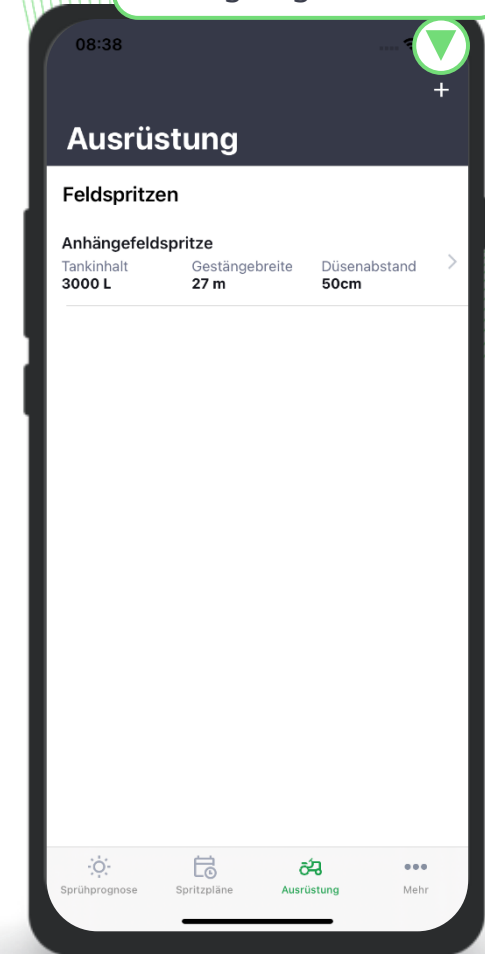 08:38
+
Ausrüstung
Feldspritzen
Anhängefeldspritze
Tankinhalt Gestängebreite Düsenabstand
3000 L 27 m 50cm
Sprühprognose Spritzpläne Ausrüstung Mehr